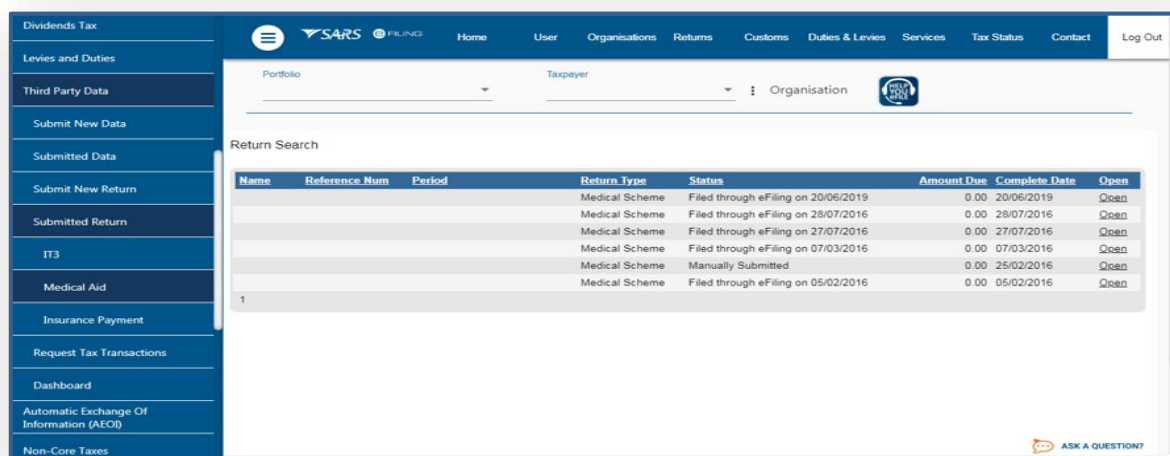 Dividends Tax
Levies and Duties
Third Party Data
Submit New Data
Submitted Data
Submit New Return
Submitted Return
IT3
Medical Aid
Insurance Payment
Request Tax Transactions
Dashboard
Automatic Exchange Of
Information (AEOI)
Non-Core Taxes
SARS eFILING Home User Organisations Returns Customs Duties & Levies Services Tax Status Contact Log Out
Portfolio Taxpayer
Organisation HELP YOU eFILE
Return Search
Name Reference Num Period Return Type Status Amount Due Complete Date Open
Medical Scheme Filed through eFiling on 20/06/2019 0.00 20/06/2019 Open
Medical Scheme Filed through eFiling on 28/07/2016 0.00 28/07/2016 Open
Medical Scheme Filed through eFiling on 27/07/2016 0.00 27/07/2016 Open
Medical Scheme Filed through eFiling on 07/03/2016 0.00 07/03/2016 Open
Medical Scheme Manually Submitted 0.00 25/02/2016 Open
Medical Scheme Filed through eFiling on 05/02/2016 0.00 05/02/2016 Open
1
ASK A QUESTION?